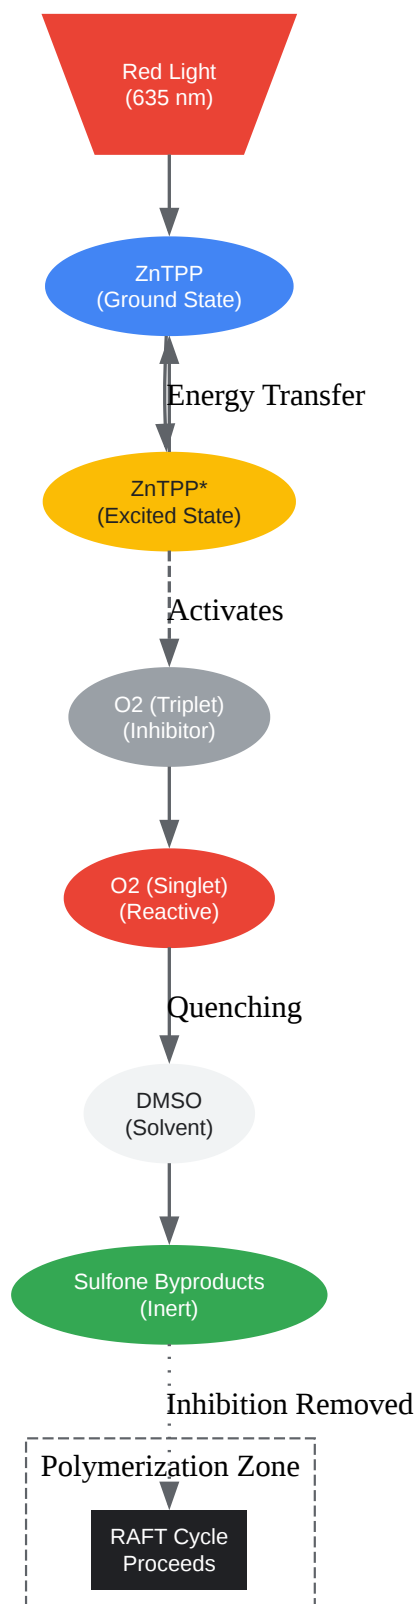 Red Light
(635 nm)
ZnTPP
(Ground State)
Energy Transfer
ZnTPP*
(Excited State)
Activates
O2 (Triplet)
(Inhibitor)
O2 (Singlet)
(Reactive)
Quenching
DMSO
(Solvent)
Sulfone Byproducts
(Inert)
Inhibition Removed
Polymerization Zone
RAFT Cycle
Proceeds